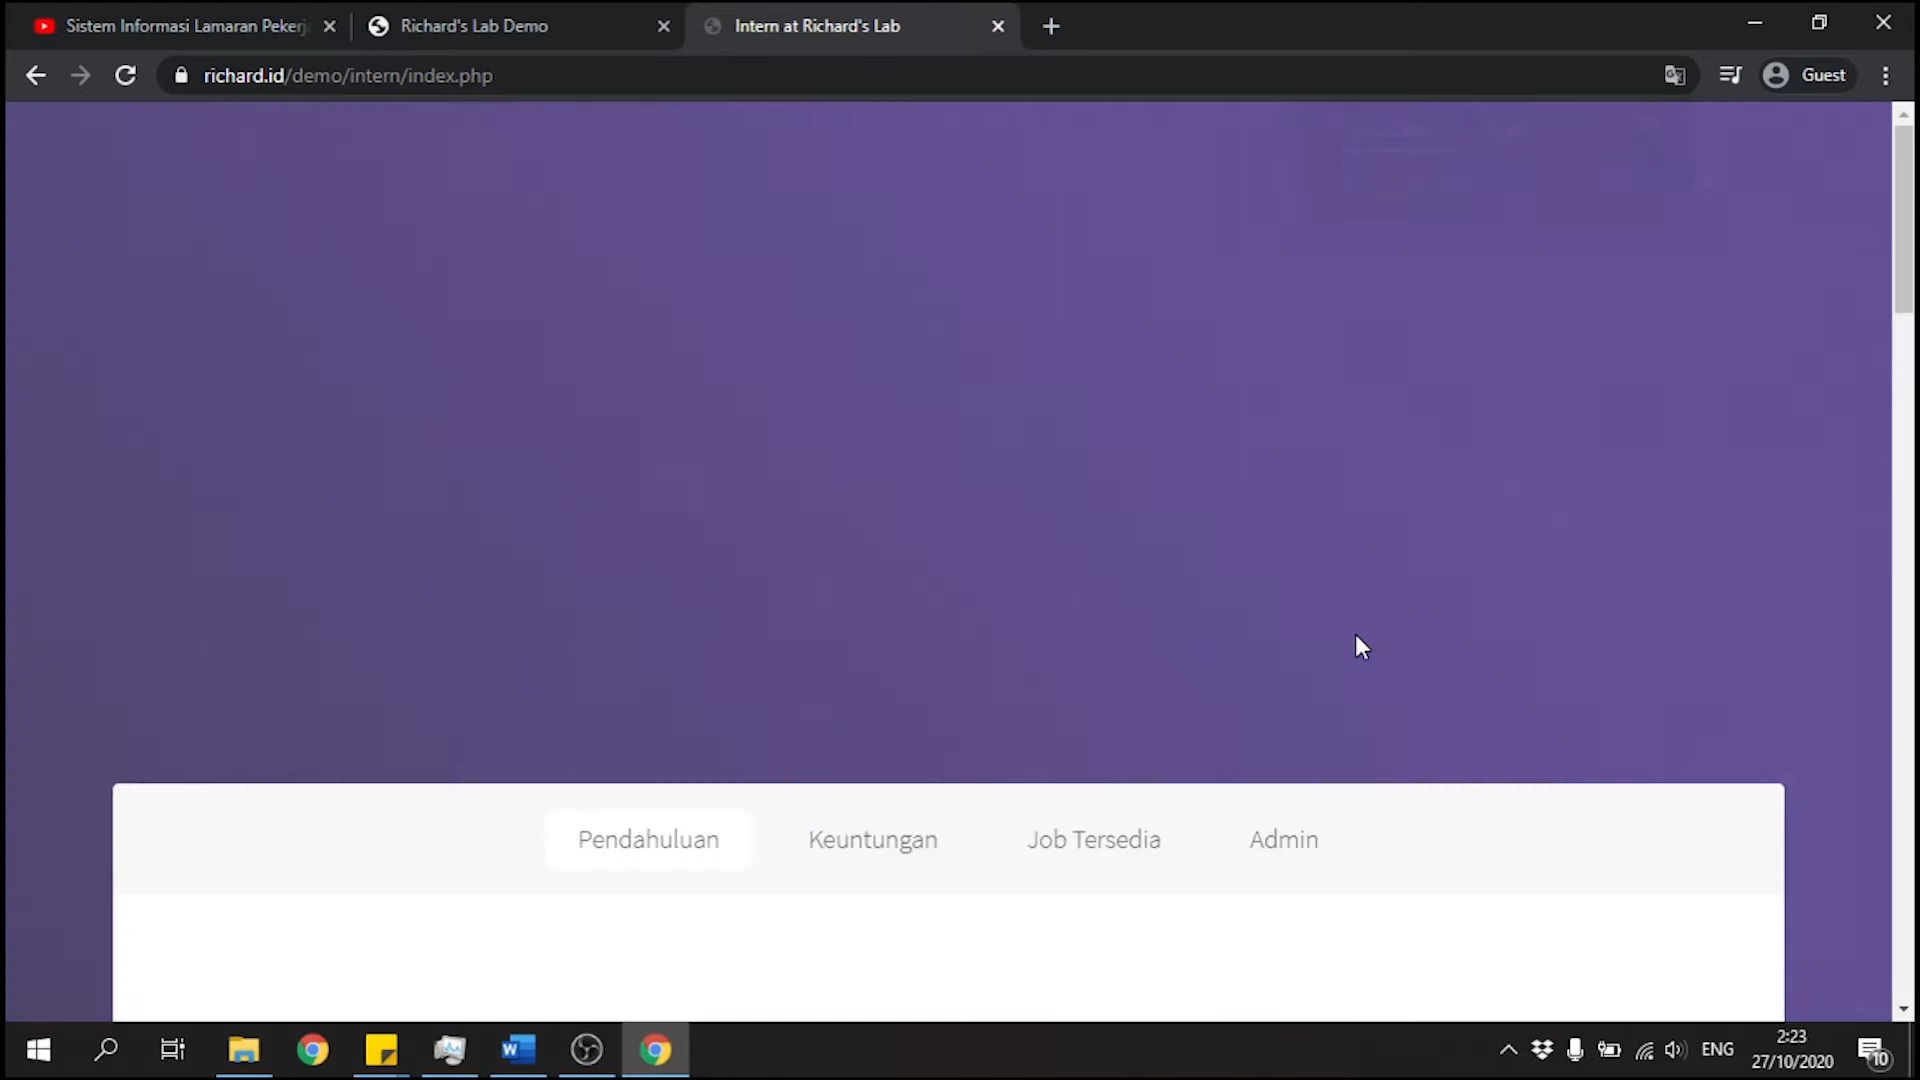 Sistem Informasi Lamaran Pekerj
Richard's Lab Demo
Intern at Richard's Lab
richard.id/demo/intern/index.php
Guest
Pendahuluan
Keuntungan
Job Tersedia
Admin
ENG
2:23
27/10/2020
10